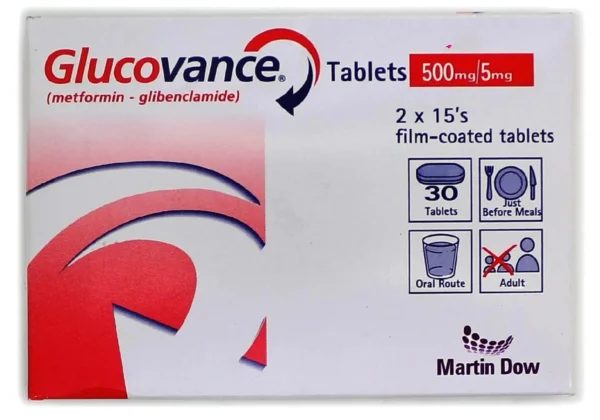 Glucovance® Tablets 500mg/5mg
(metformin - glibenclamide)
2 x 15's
film-coated tablets
30
Tablets
Just
Before Meals
Oral Route
Adult
Martin Dow